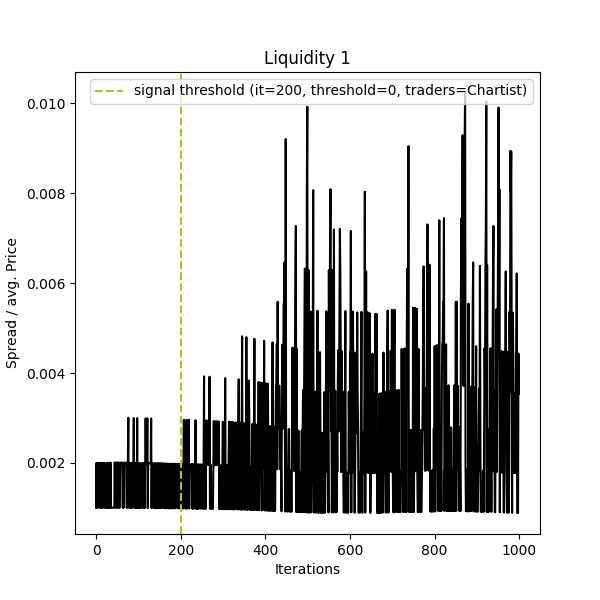 Liquidity 1
signal threshold (it=200, threshold=0, traders=Chartist)
0.010
0.008
0.006
0.004
0.002
Spread / avg. Price
0 200 400 600 800 1000
Iterations